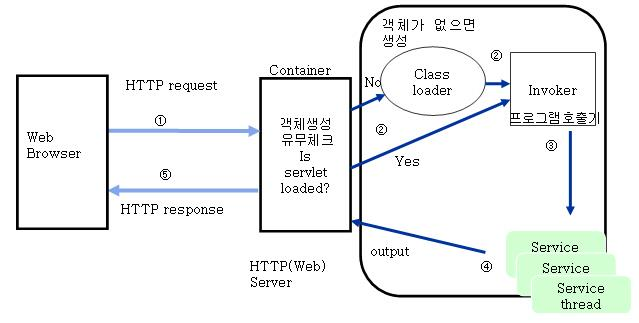 객체가 없으면
생성
Container
HTTP request
No
Class
loader
②
Invoker
프로그램호출기
①
객체생성
유무체크
Is
servlet
loaded?
②
Yes
③
Web
Browser
⑤
HTTP response
output
④
HTTP(Web)
Server
Service
Service
Service
thread